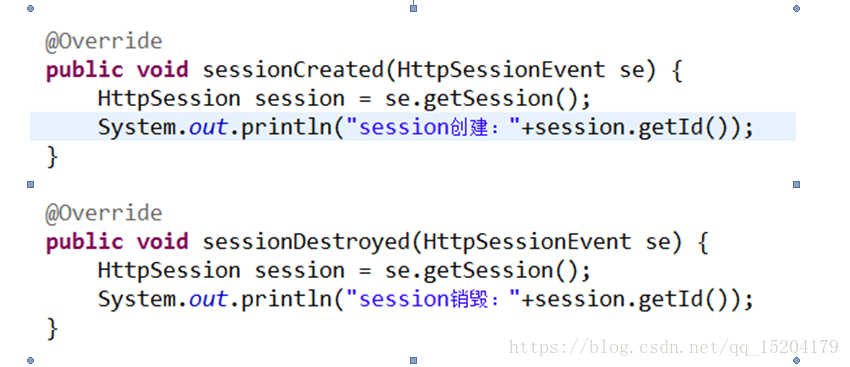 @Override
public void sessionCreated(HttpSessionEvent se) {
    HttpSession session = se.getSession();
    System.out.println("session创建："+session.getId());
}
@Override
public void sessionDestroyed(HttpSessionEvent se) {
    HttpSession session = se.getSession();
    System.out.println("session销毁："+session.getId());
}
https://blog.csdn.net/qq_15204179